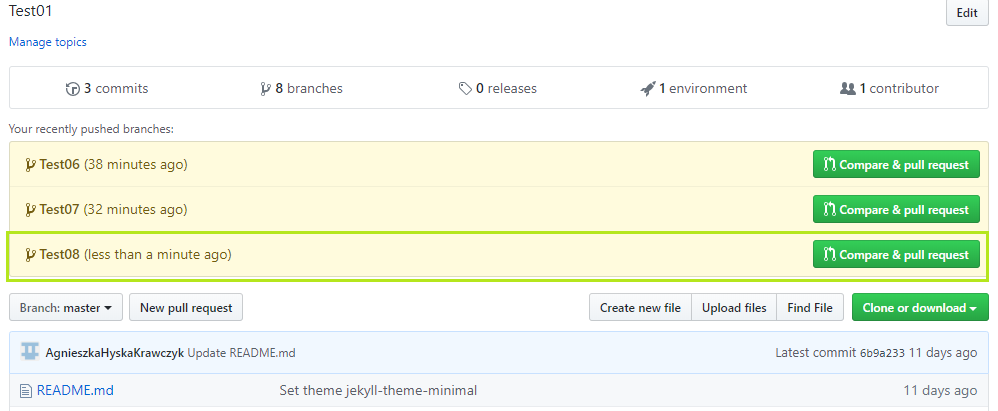 Test01 Edit
Manage topics
3 commits 8 branches 0 releases 1 environment 1 contributor
Your recently pushed branches:
Test06 (38 minutes ago) Compare & pull request
Test07 (32 minutes ago) Compare & pull request
Test08 (less than a minute ago) Compare & pull request
Branch: master New pull request Create new file Upload files Find File Clone or download
AgnieszkaHyskaKrawczyk Update README.md Latest commit 6b9a233 11 days ago
README.md Set theme jekyll-theme-minimal 11 days ago